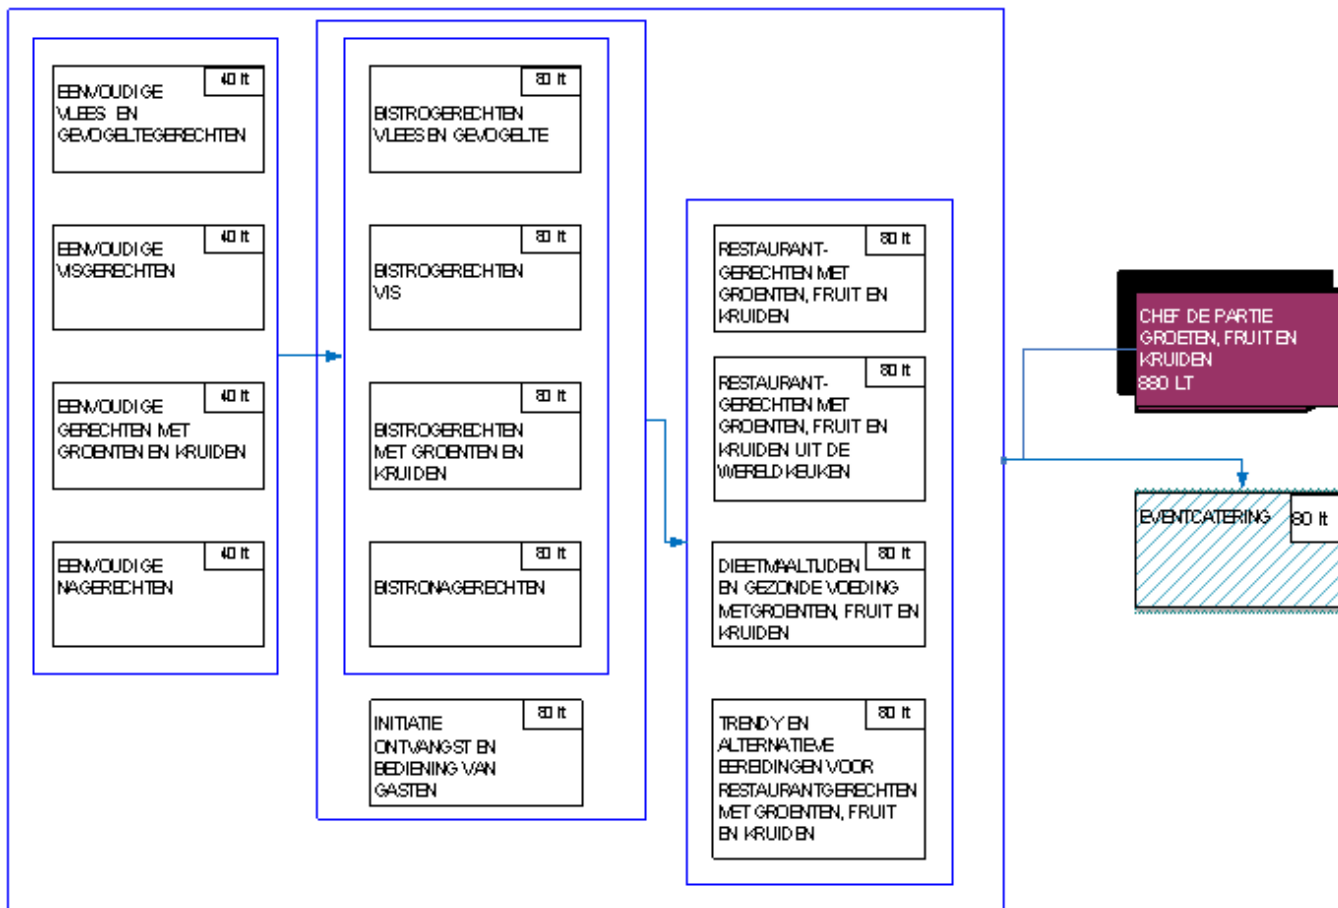 40 lt
EENVOUDIGE
VLEES EN
GEVOGELTEGERECHTEN
40 lt
EENVOUDIGE
VISGERECHTEN
40 lt
EENVOUDIGE
GERECHTEN MET
GROENTEN EN KRUIDEN
40 lt
EENVOUDIGE
NAGERECHTEN
80 lt
BISTROGERECHTEN
VLEES EN GEVOGELTE
80 lt
BISTROGERECHTEN
VIS
80 lt
BISTROGERECHTEN
MET GROENTEN EN
KRUIDEN
80 lt
BISTRONAGERECHTEN
80 lt
INITIATIE
ONTVANGST EN
BEDIENING VAN
GASTEN
80 lt
RESTAURANT-
GERECHTEN MET
GROENTEN, FRUIT EN
KRUIDEN
80 lt
RESTAURANT-
GERECHTEN MET
GROENTEN, FRUIT EN
KRUIDEN UIT DE
WERELDKEUKEN
80 lt
DIEETMAALTIJDEN
EN GEZONDE VOEDING
METGROENTEN, FRUIT EN
KRUIDEN
80 lt
TRENDY EN
ALTERNATIEVE
BEREIDINGEN VOOR
RESTAURANTGERECHTEN
MET GROENTEN, FRUIT
EN KRUIDEN
CHEF DE PARTIE
GROETEN, FRUIT EN
KRUIDEN
880 LT
EVENTCATERING
80 lt